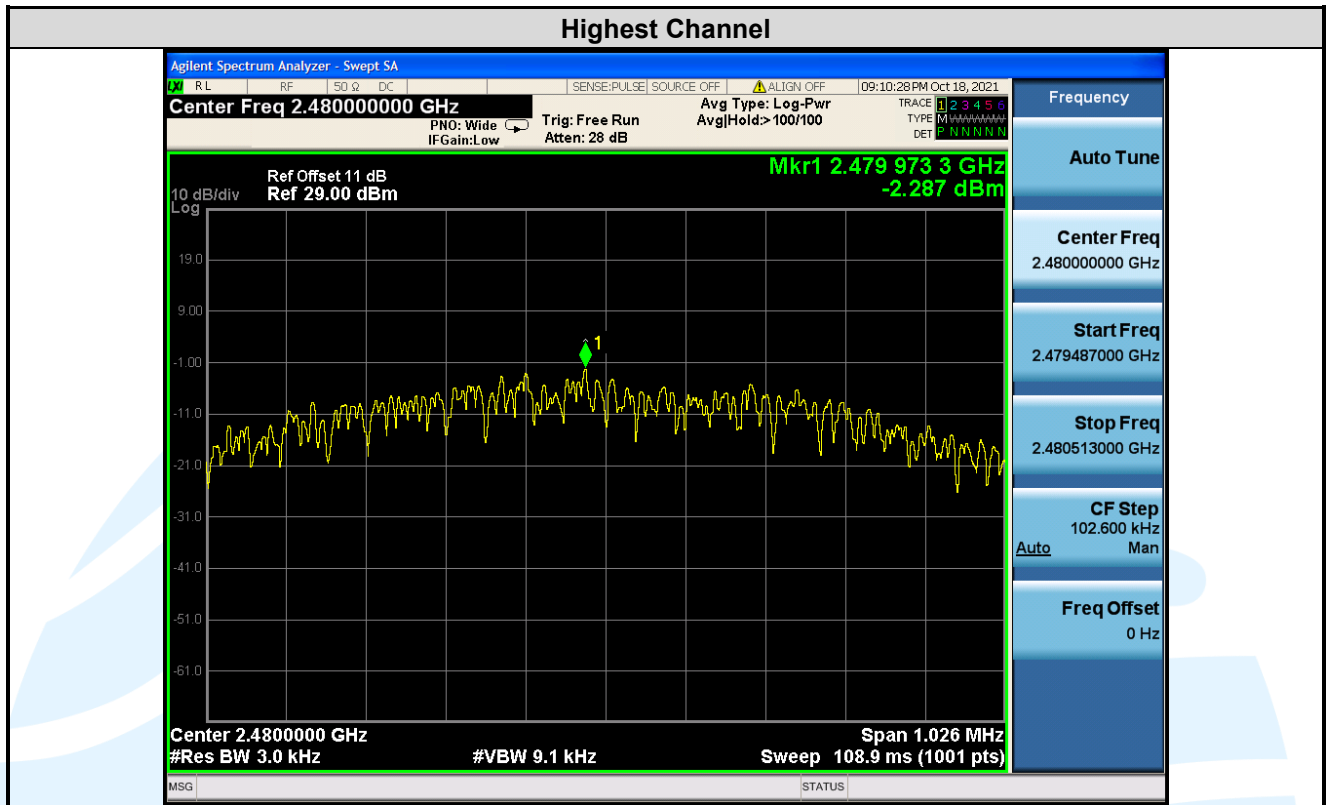 Highest Channel
Agilent Spectrum Analyzer - Swept SA
LXI RL RF 50 Ω DC SENSE:PULSE SOURCE OFF ALIGN OFF 09:10:28 PM Oct 18, 2021
Center Freq 2.480000000 GHz
PNO: Wide
IFGain:Low
Trig: Free Run
Atten: 28 dB
Avg Type: Log-Pwr
Avg|Hold:>100/100
TRACE 1 2 3 4 5 6
TYPE M
DET P N N N N N
Mkr1 2.479 973 3 GHz
-2.287 dBm
Ref Offset 11 dB
10 dB/div Ref 29.00 dBm
Log
19.0
9.00
1
-1.00
-11.0
-21.0
-31.0
-41.0
-51.0
-61.0
Center 2.4800000 GHz Span 1.026 MHz
#Res BW 3.0 kHz #VBW 9.1 kHz Sweep 108.9 ms (1001 pts)
MSG STATUS
Frequency
Auto Tune
Center Freq
2.480000000 GHz
Start Freq
2.479487000 GHz
Stop Freq
2.480513000 GHz
CF Step
102.600 kHz
Auto Man
Freq Offset
0 Hz